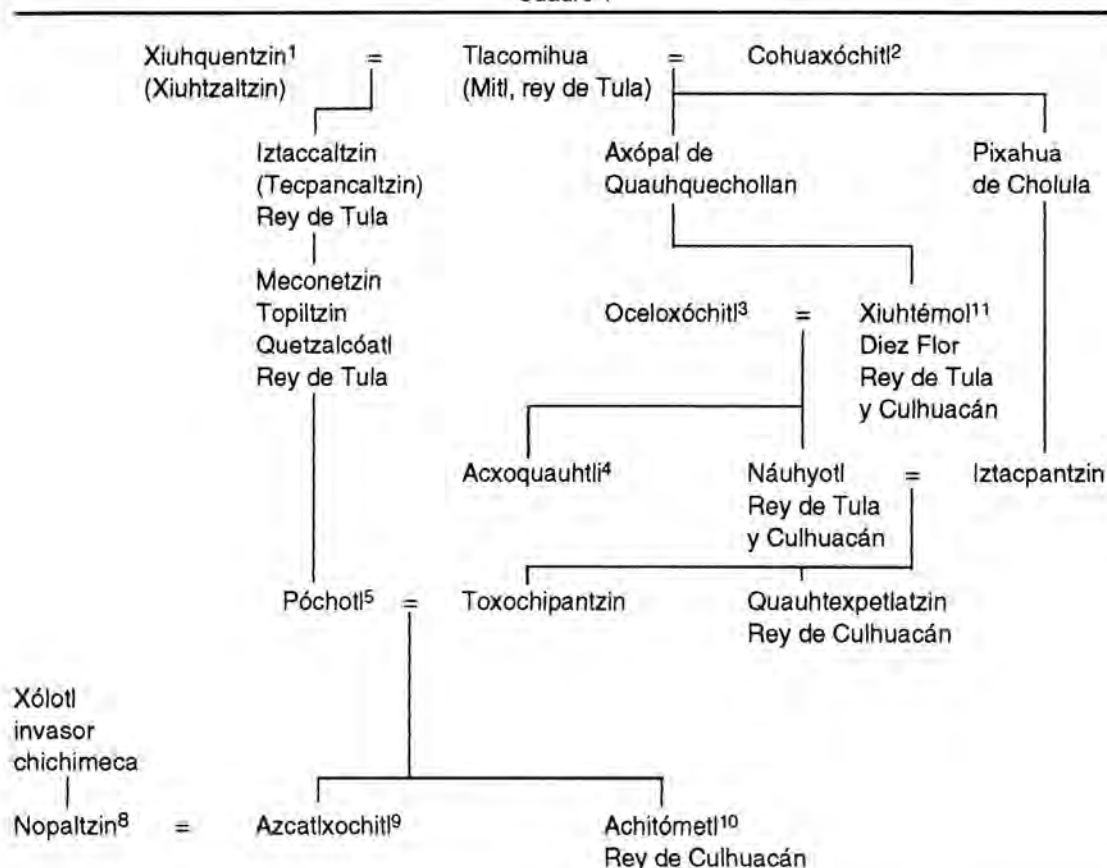 Xiuhquentzin¹ = Tlacomihua = Cohuaxóchitl²
(Xiuhtzaltzin) (Mitl, rey de Tula)
Iztaccaltzin Axópal de Pixahua
(Tecpancaltzin) Quauhquechollan de Cholula
Rey de Tula
Meconetzin
Topiltzin Oceloxóchitl³ = Xiuhtémol¹¹
Quetzalcóatl Diez Flor
Rey de Tula Rey de Tula
y Culhuacán
Acxoquauhtli⁴ Náuhyotl = Iztacpantzin
Rey de Tula
y Culhuacán
Póchotl⁵ = Toxochipantzin Quauhtexpetlatzin
Rey de Culhuacán
Xólotl
invasor
chichimeca
Nopaltzin⁸ = Azcatlxochitl⁹ Achitómetl¹⁰
Rey de Culhuacán